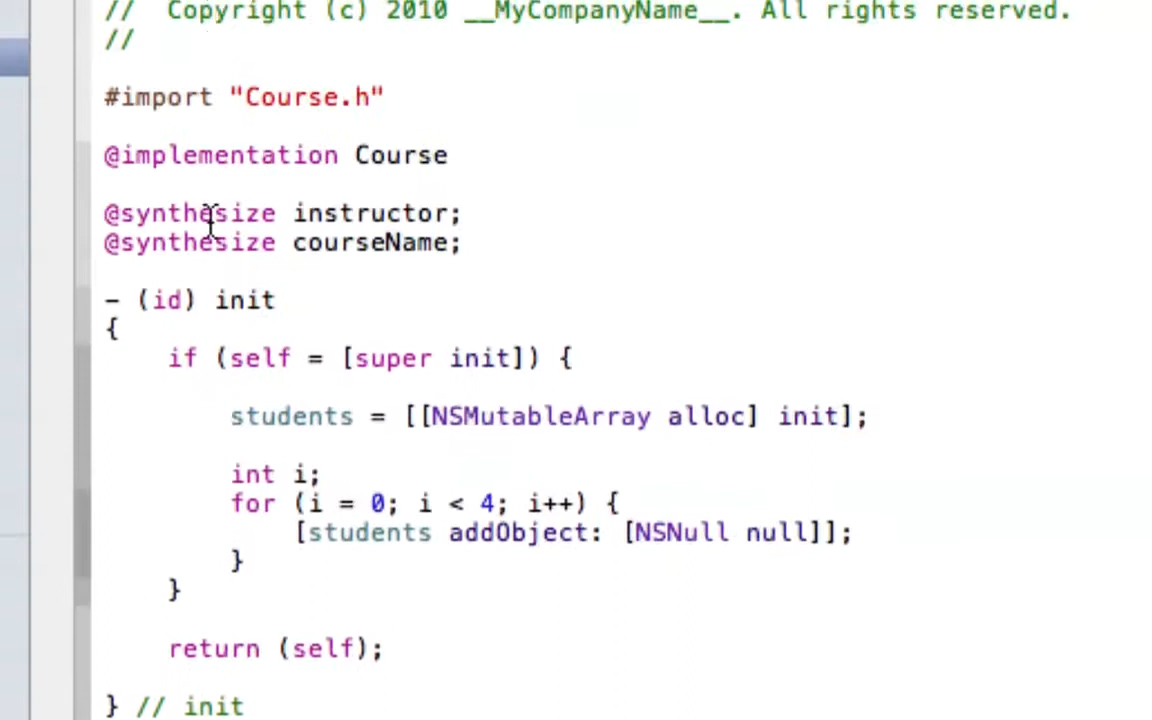 //  Copyright (c) 2010 __MyCompanyName__. All rights reserved.
//
#import "Course.h"
@implementation Course
@synthesize instructor;
@synthesize courseName;
- (id) init
{
    if (self = [super init]) {
        students = [[NSMutableArray alloc] init];
        int i;
        for (i = 0; i < 4; i++) {
            [students addObject: [NSNull null]];
        }
    }
    return (self);
} // init